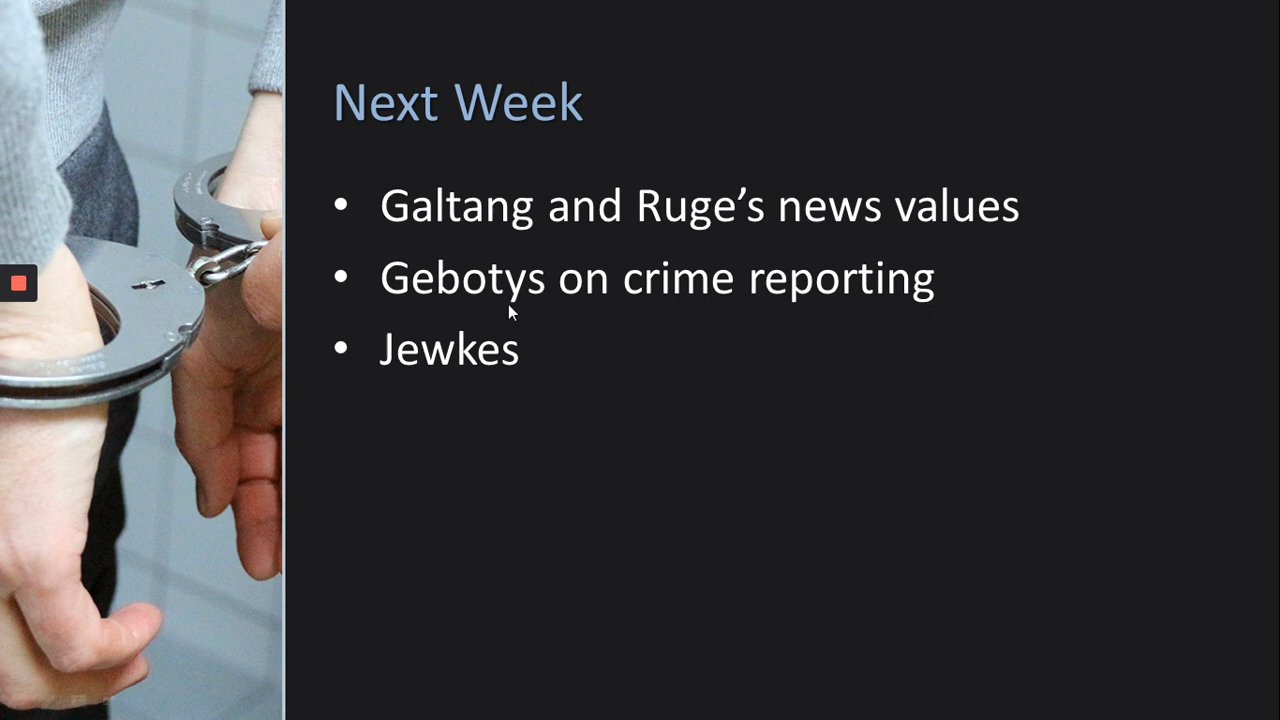 Next Week
• Galtang and Ruge’s news values
• Gebotys on crime reporting
• Jewkes